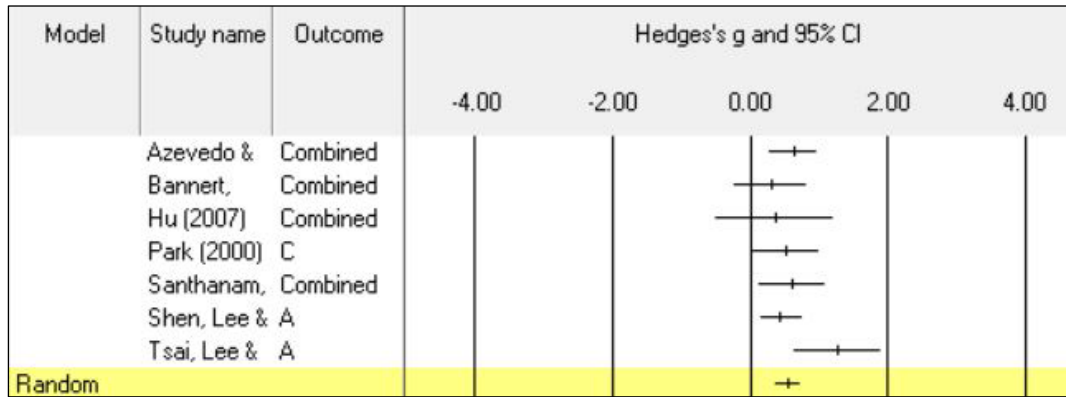 Model Study name Outcome Hedges's g and 95% CI
-4.00 -2.00 0.00 2.00 4.00
Azevedo & Combined
Bannert, Combined
Hu (2007) Combined
Park (2000) C
Santhanam, Combined
Shen, Lee & A
Tsai, Lee & A
Random